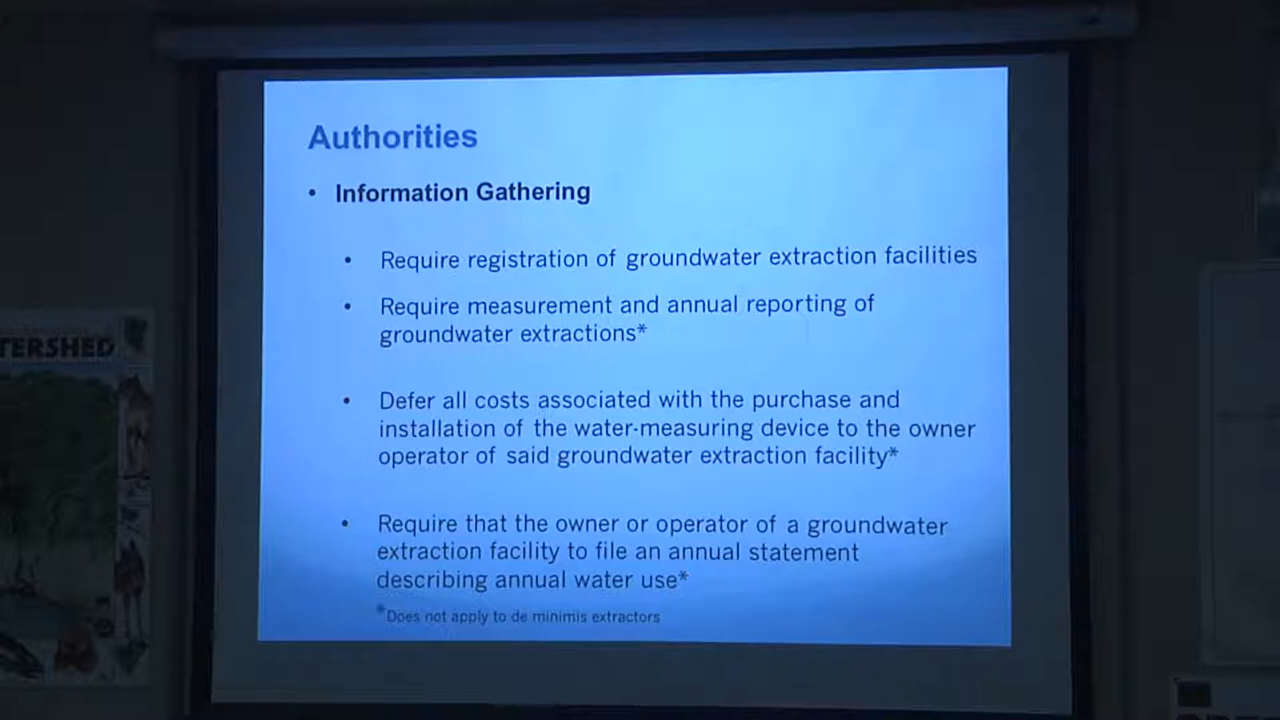 Authorities
• Information Gathering
• Require registration of groundwater extraction facilities
• Require measurement and annual reporting of
groundwater extractions*
• Defer all costs associated with the purchase and
installation of the water-measuring device to the owner
operator of said groundwater extraction facility*
• Require that the owner or operator of a groundwater
extraction facility to file an annual statement
describing annual water use*
*Does not apply to de minimis extractors
TERSHED